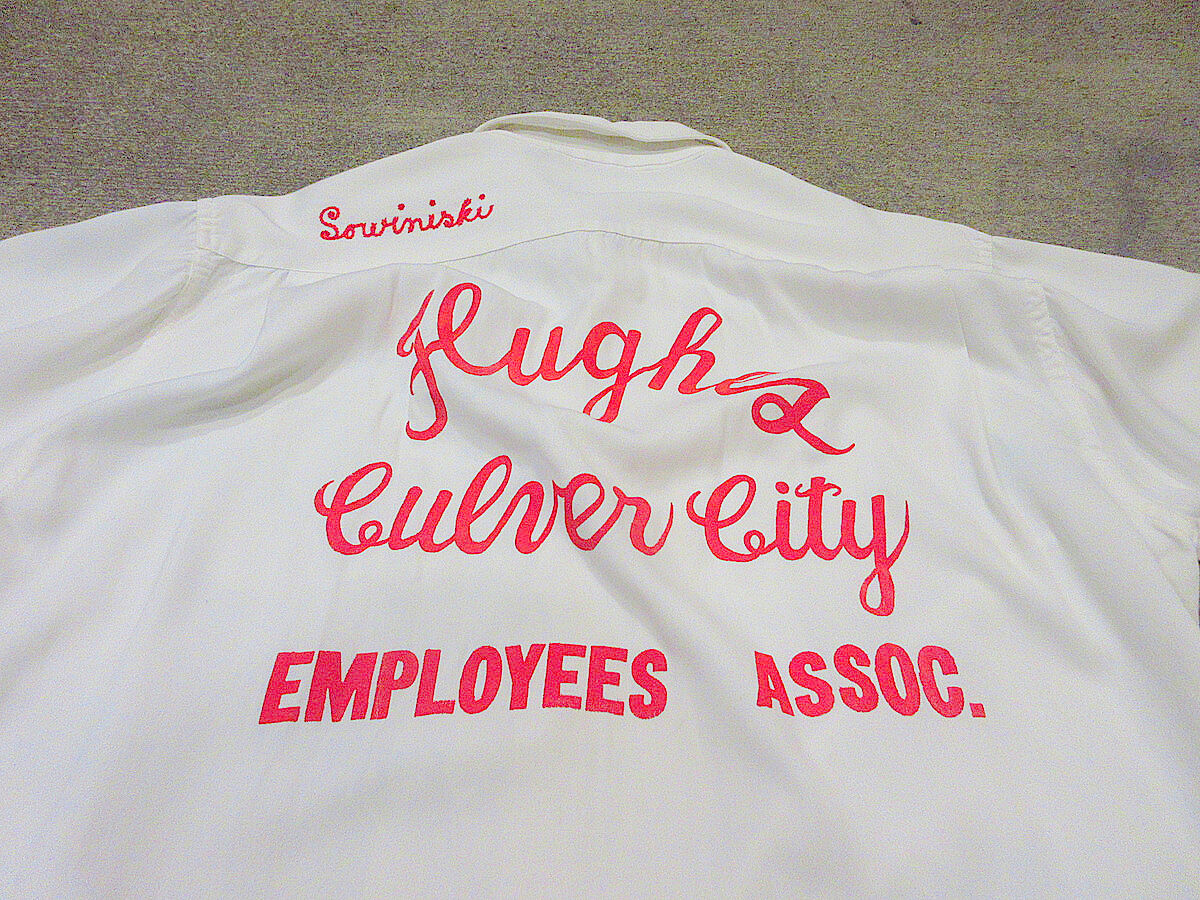 Sowiniski
Hughes
Culver City
EMPLOYEES ASSOC.